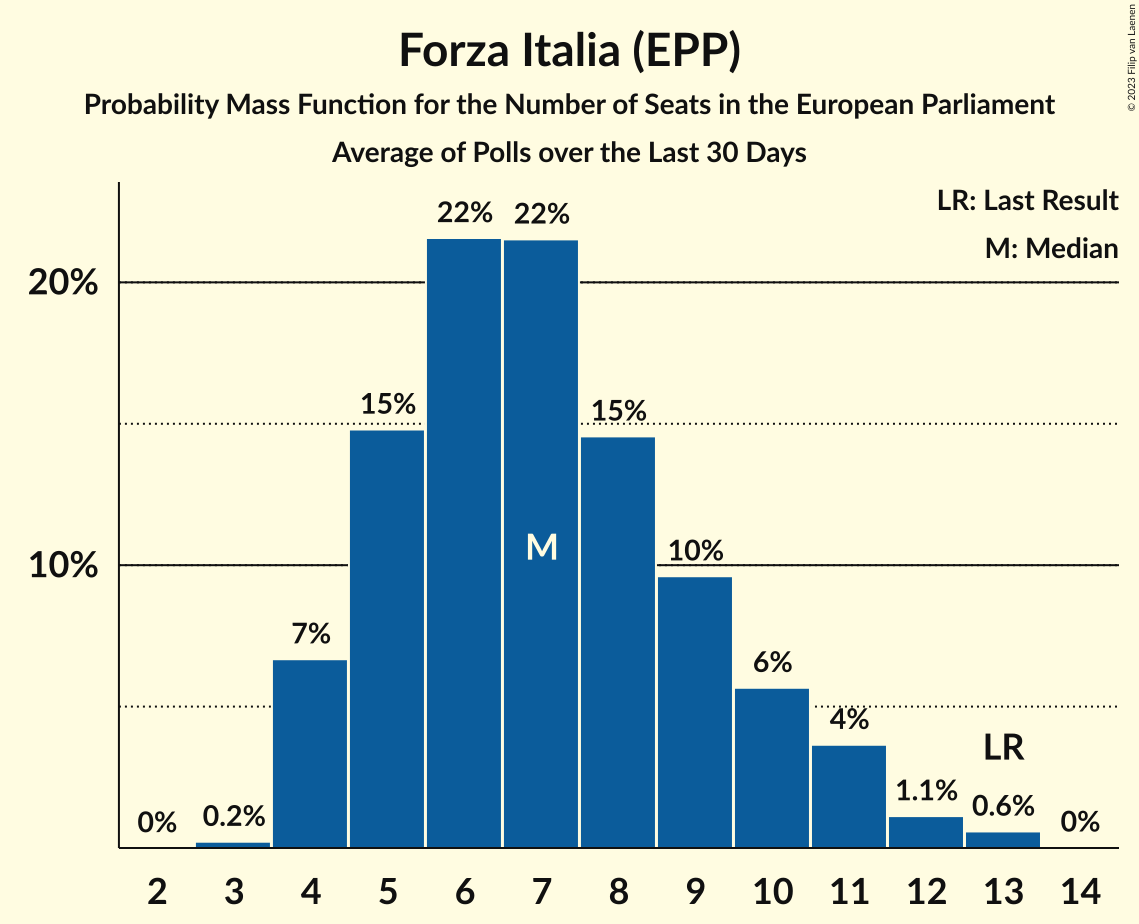 Forza Italia (EPP)
Probability Mass Function for the Number of Seats in the European Parliament
Average of Polls over the Last 30 Days
© 2023 Filip van Laenen
LR: Last Result
M: Median
20%
10%
0%
0.2%
7%
15%
22%
22%
15%
10%
6%
4%
1.1%
0.6%
0%
M
LR
2 3 4 5 6 7 8 9 10 11 12 13 14